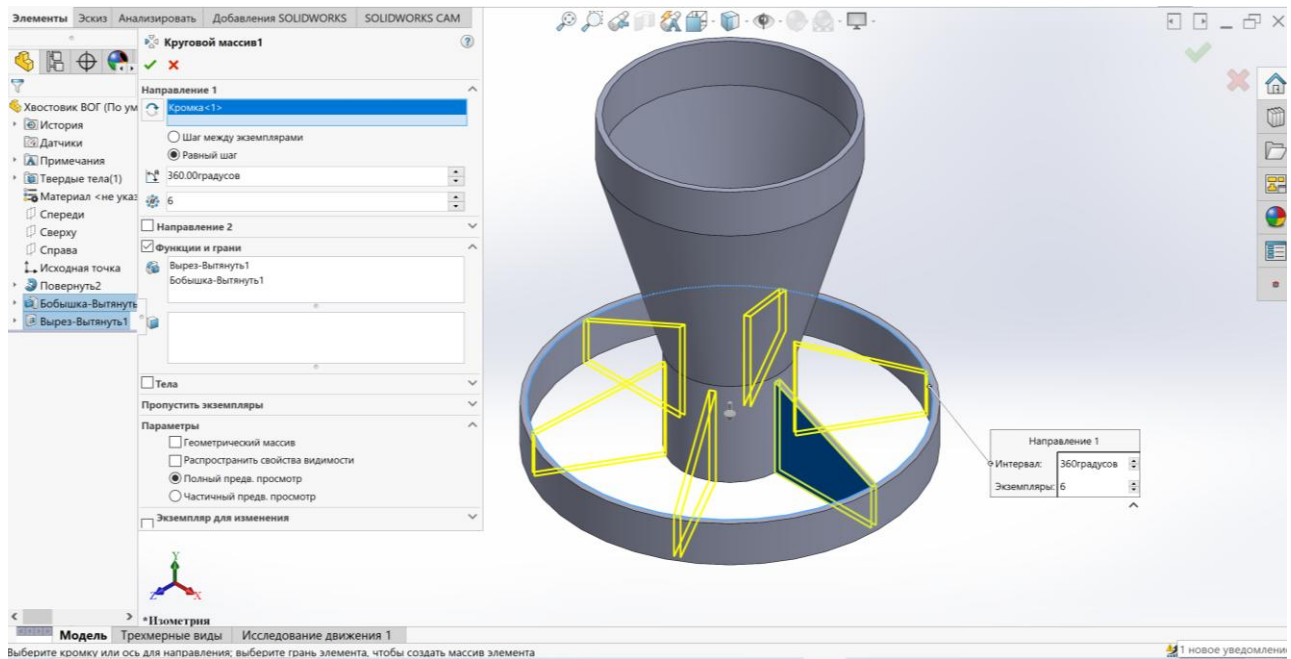 Элементы Эскиз Анализировать Добавления SOLIDWORKS SOLIDWORKS CAM
Круговой массив1
Направление 1
Кромка<1>
Шаг между экземплярами
Равный шаг
360.00градусов
6
Направление 2
Функции и грани
Вырез-Вытянуть1
Бобышка-Вытянуть1
Тела
Пропустить экземпляры
Параметры
Геометрический массив
Распространить свойства видимости
Полный предв. просмотр
Частичный предв. просмотр
Экземпляр для изменения
Хвостовик ВОГ (По ум
История
Датчики
Примечания
Твердые тела(1)
Материал <не указ
Спереди
Сверху
Справа
Исходная точка
Повернуть2
Бобышка-Вытянуть
Вырез-Вытянуть1
Направление 1
Интервал: 360градусов
Экземпляры: 6
Y
Z X
*Изометрия
Модель Трехмерные виды Исследование движения 1
Выберите кромку или ось для направления; выберите грань элемента, чтобы создать массив элемента
1 новое уведомлени